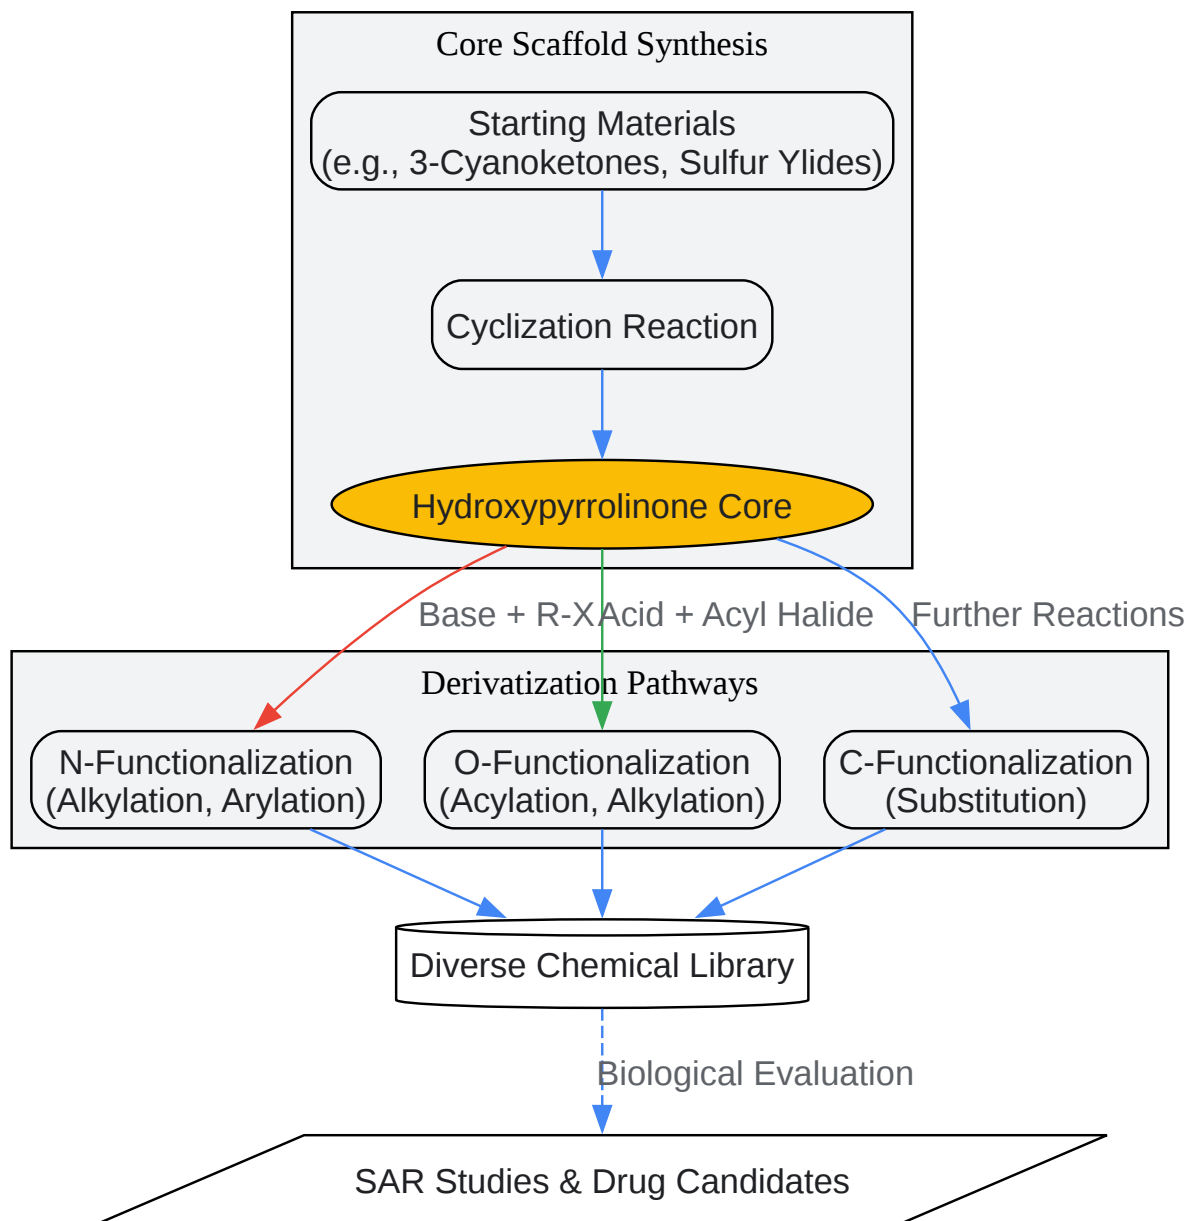 Core Scaffold Synthesis
Starting Materials
(e.g., 3-Cyanoketones, Sulfur Ylides)
Cyclization Reaction
Hydroxypyrrolinone Core
Base + R-X
Acid + Acyl Halide
Further Reactions
Derivatization Pathways
N-Functionalization
(Alkylation, Arylation)
O-Functionalization
(Acylation, Alkylation)
C-Functionalization
(Substitution)
Diverse Chemical Library
Biological Evaluation
SAR Studies & Drug Candidates